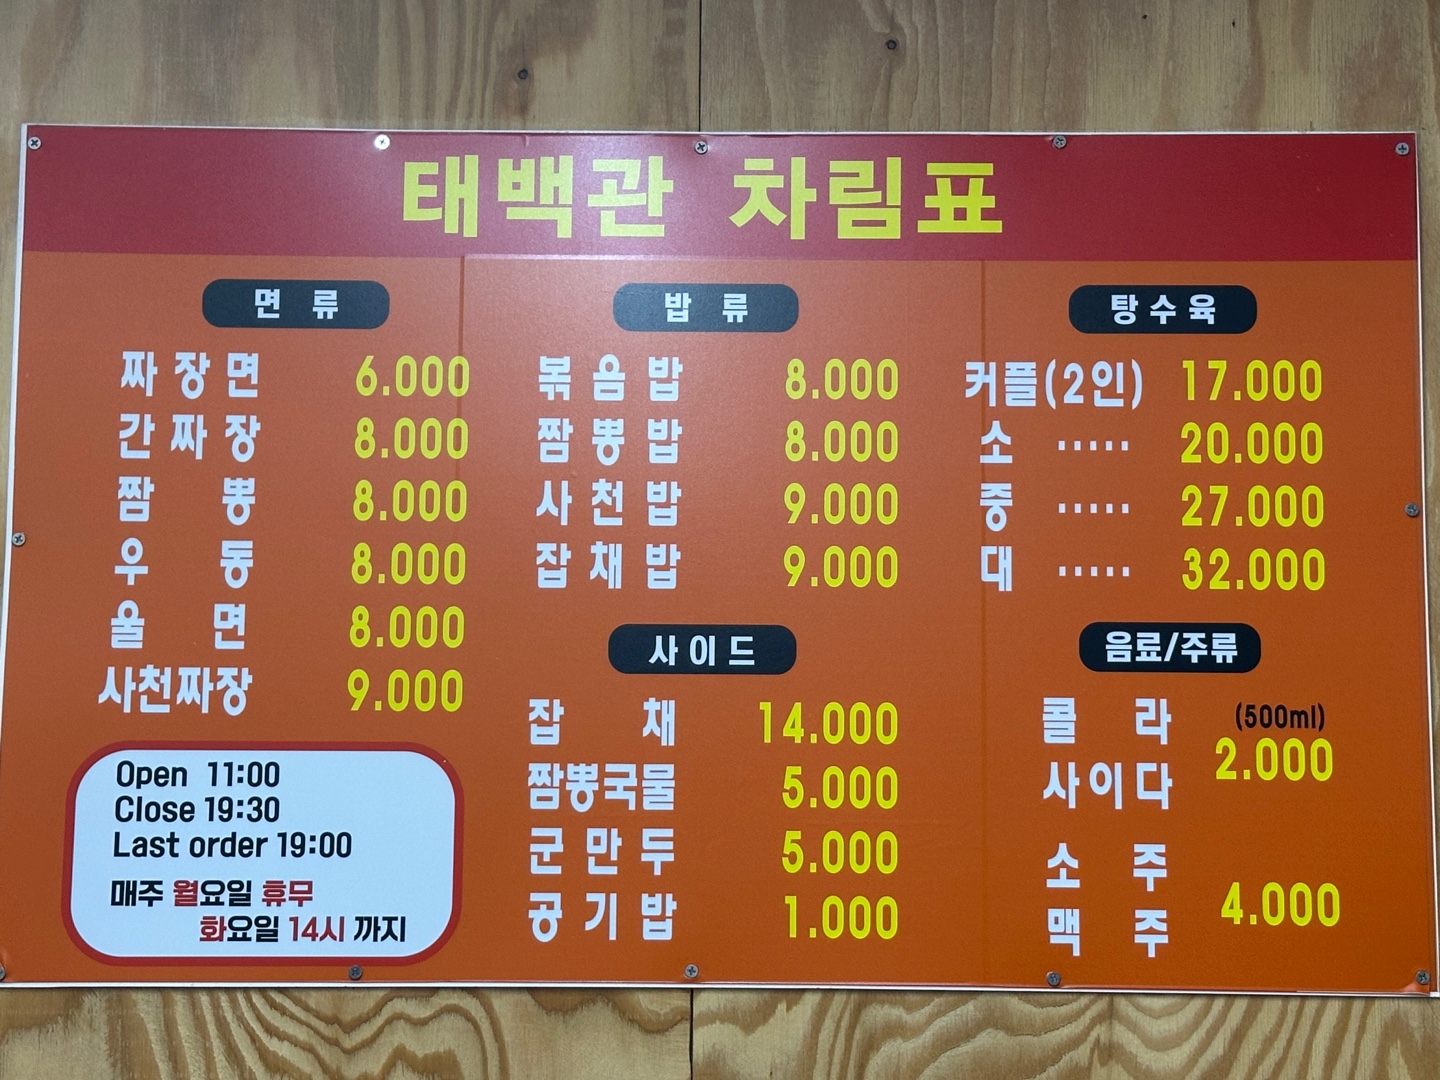 태백관 차림표
면 류
짜장면 6.000
간짜장 8.000
짬뽕 8.000
우동 8.000
울면 8.000
사천짜장 9.000
Open 11:00
Close 19:30
Last order 19:00
매주 월요일 휴무
화요일 14시 까지
밥 류
볶음밥 8.000
짬뽕밥 8.000
사천밥 9.000
잡채밥 9.000
사이드
잡채 14.000
짬뽕국물 5.000
군만두 5.000
공기밥 1.000
탕수육
커플(2인) 17.000
소 ····· 20.000
중 ····· 27.000
대 ····· 32.000
음료/주류
콜라 (500ml)
사이다 2.000
소주
맥주 4.000